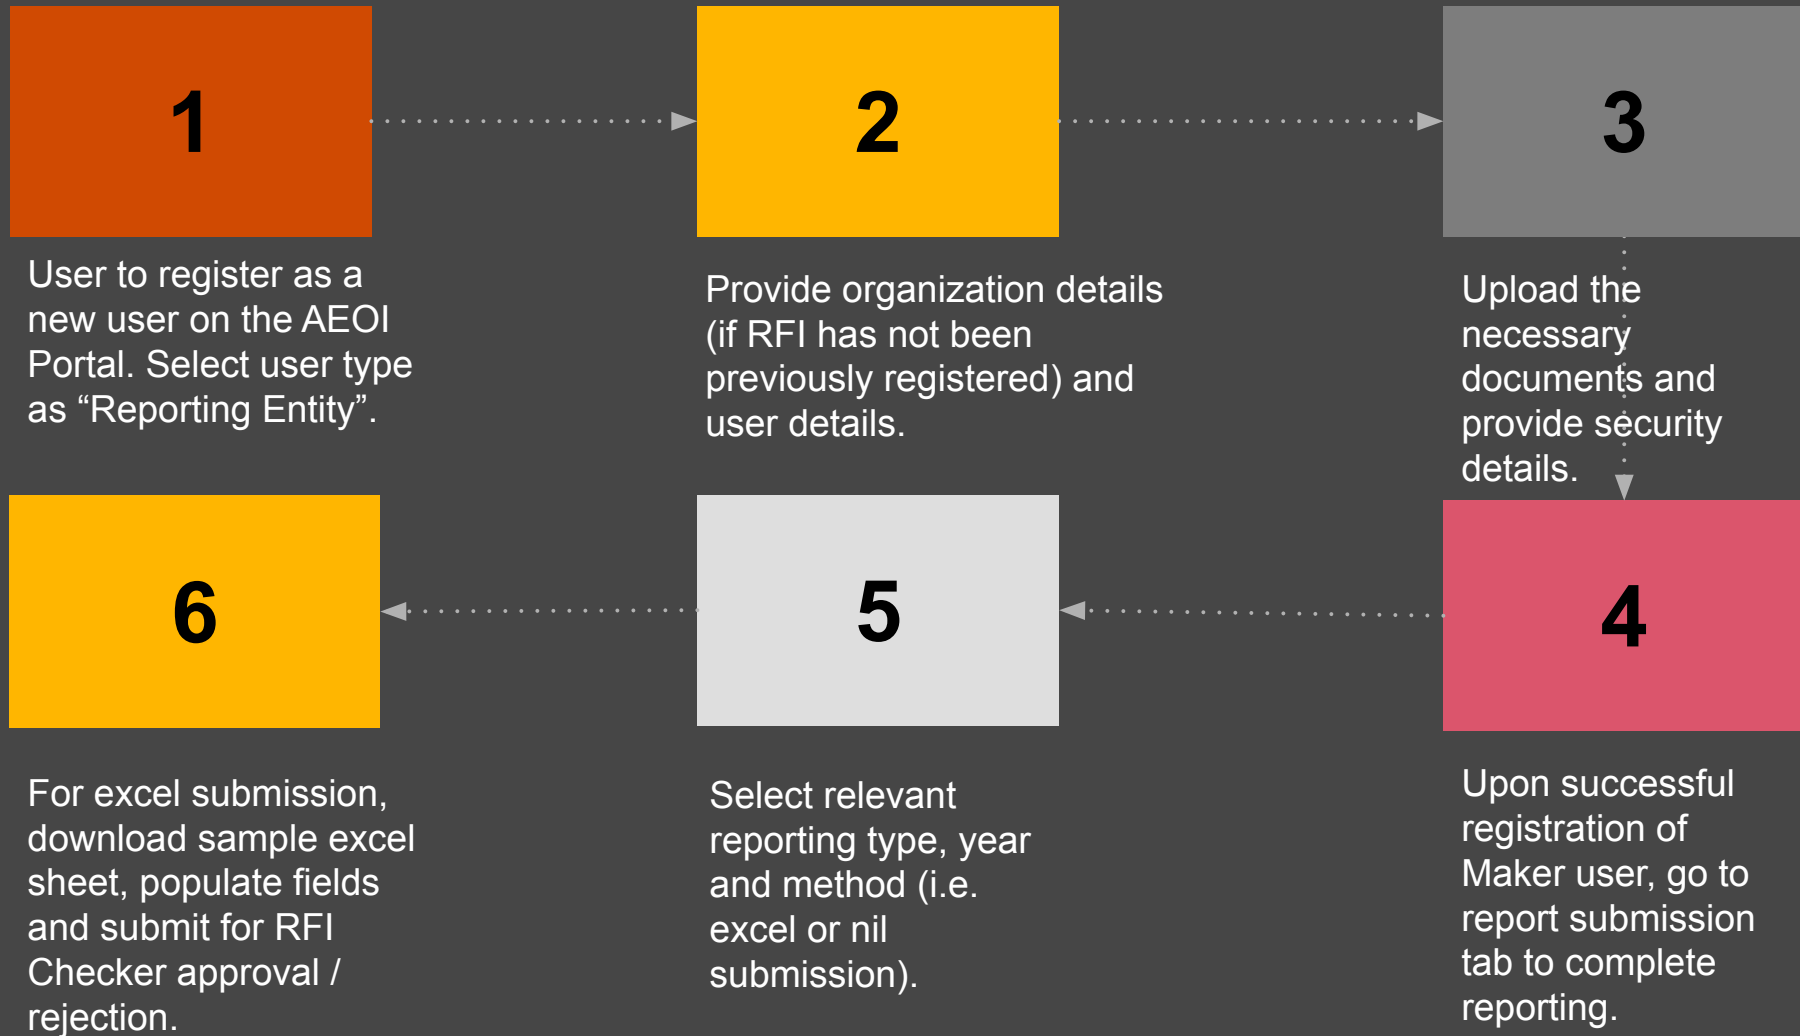 1
User to register as a
new user on the AEOI
Portal. Select user type
as “Reporting Entity”.
2
Provide organization details
(if RFI has not been
previously registered) and
user details.
3
Upload the
necessary
documents and
provide security
details.
4
Upon successful
registration of
Maker user, go to
report submission
tab to complete
reporting.
5
Select relevant
reporting type, year
and method (i.e.
excel or nil
submission).
6
For excel submission,
download sample excel
sheet, populate fields
and submit for RFI
Checker approval /
rejection.